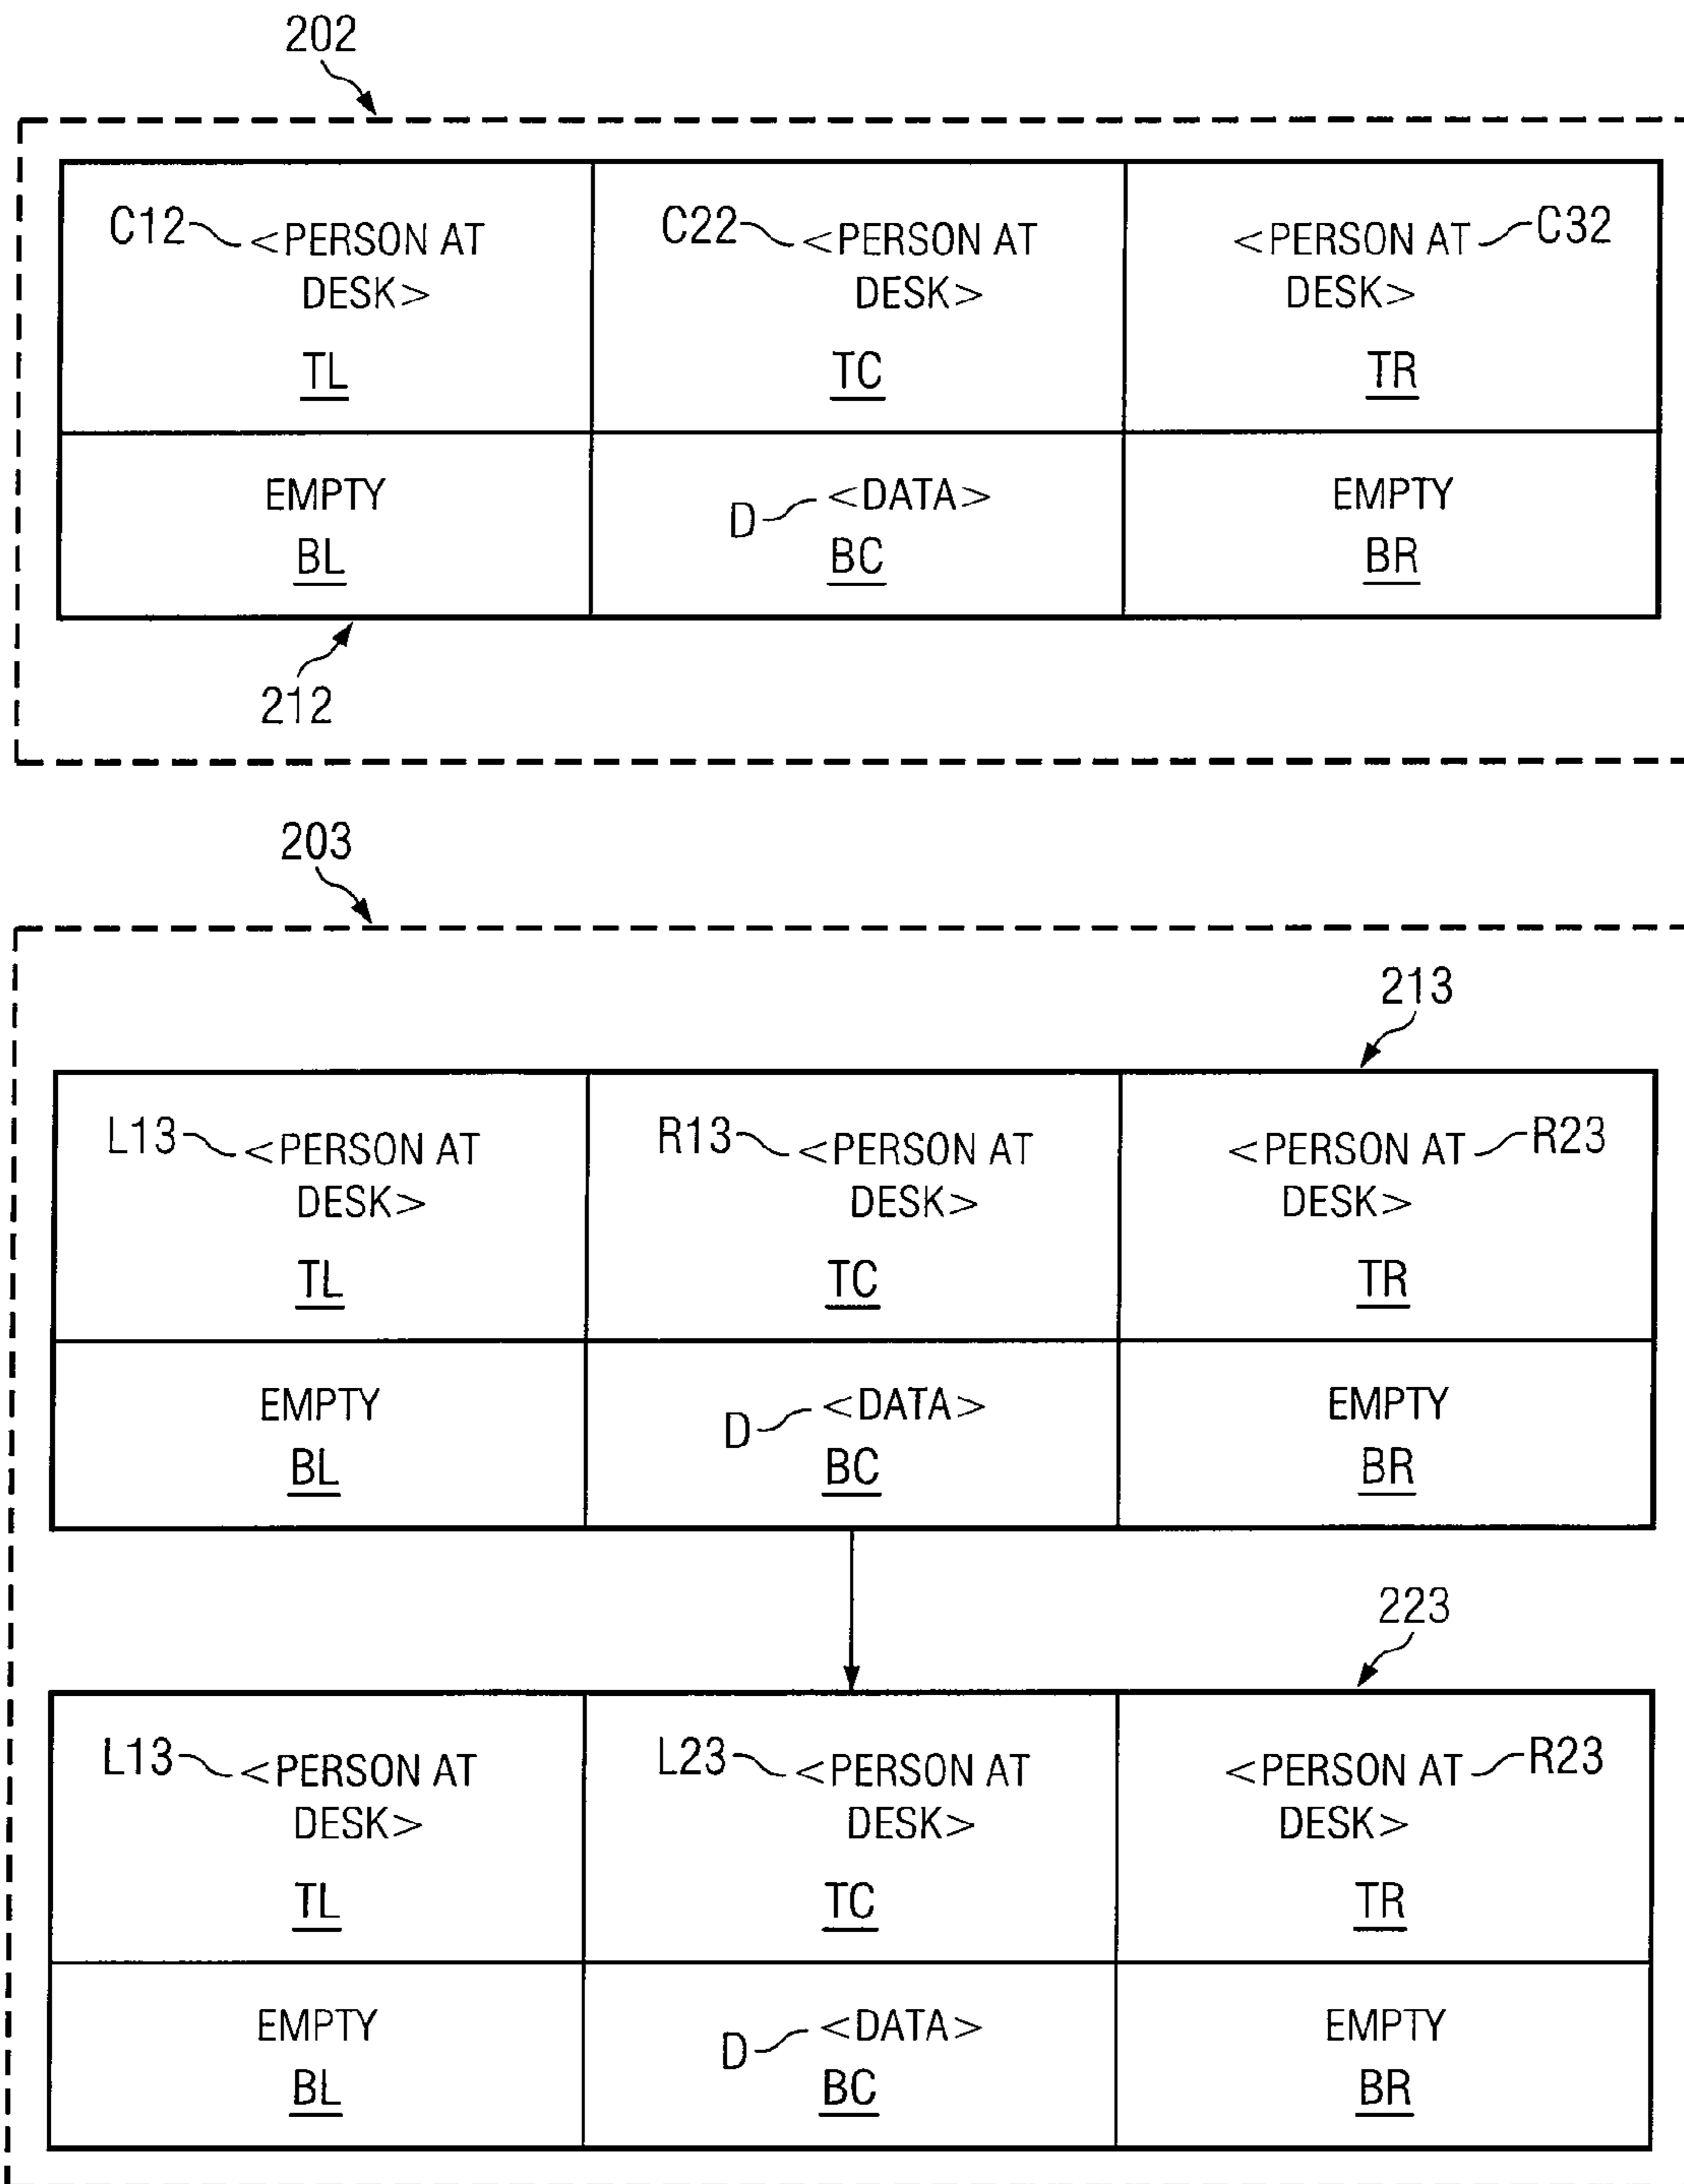 202
C12 <PERSON AT C22 <PERSON AT <PERSON AT C32
DESK> DESK> DESK>
TL TC TR
EMPTY D <DATA> EMPTY
BL BC BR
212
203
213
L13 <PERSON AT R13 <PERSON AT <PERSON AT R23
DESK> DESK> DESK>
TL TC TR
EMPTY D <DATA> EMPTY
BL BC BR
223
L13 <PERSON AT L23 <PERSON AT <PERSON AT R23
DESK> DESK> DESK>
TL TC TR
EMPTY D <DATA> EMPTY
BL BC BR